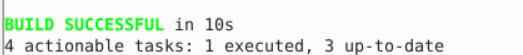 BUILD SUCCESSFUL in 10s
4 actionable tasks: 1 executed, 3 up-to-date